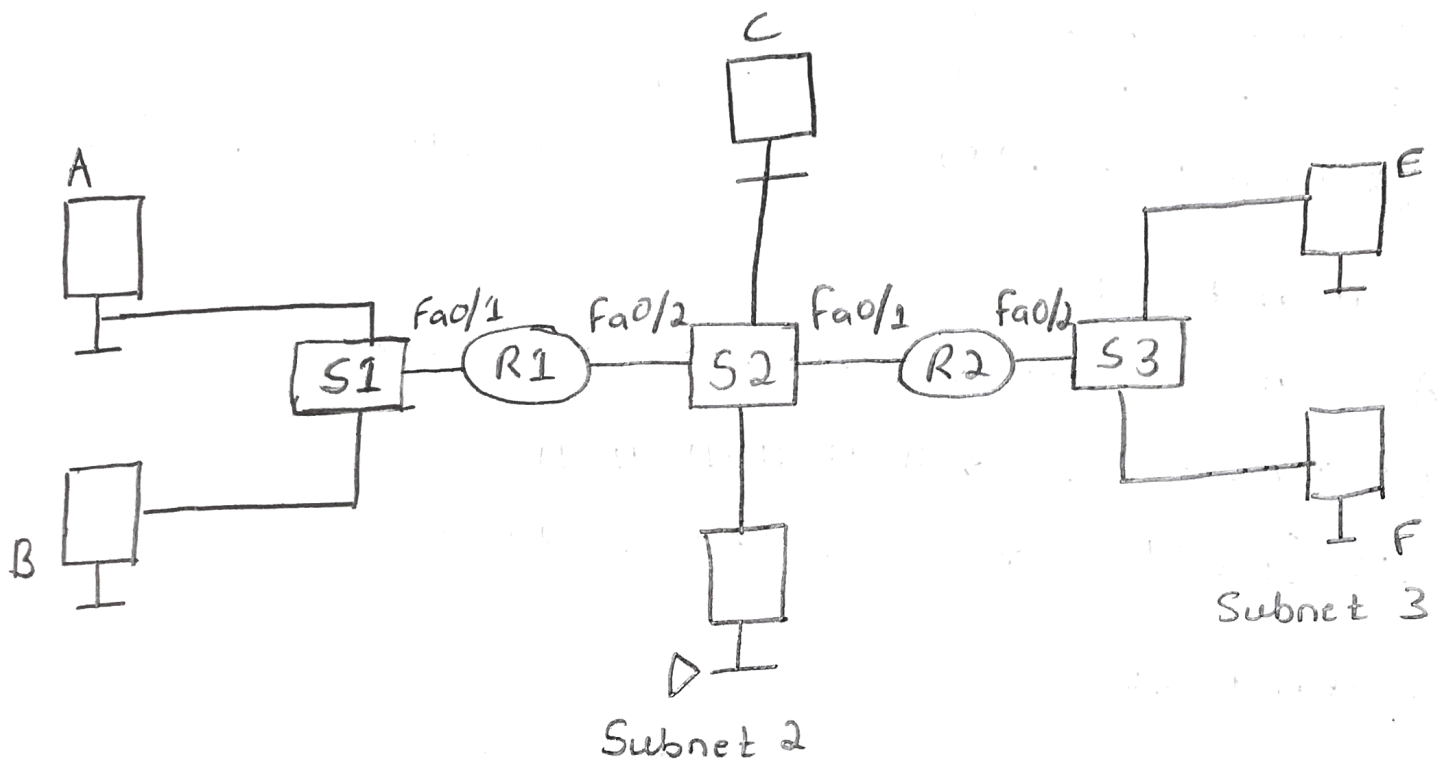 C
A
E
Fa0/1
Fa0/2
Fa0/1
Fa0/2
S1
R1
S2
R2
S3
B
F
Subnet 3
D
Subnet 2